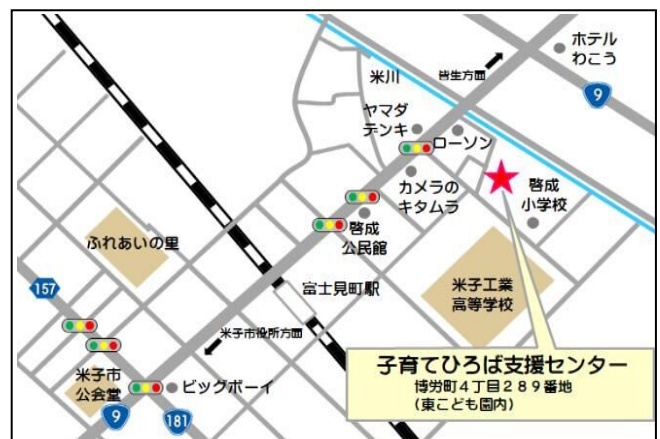 ホテル
わこう
9
皆生方面
米川
ヤマダ
デンキ
ローソン
カメラの
キタムラ
啓成
小学校
啓成
公民館
ふれあいの里
157
富士見町駅
米子工業
高等学校
米子市役所方面
米子市
公会堂
ビッグボーイ
9
181
子育てひろば支援センター
博労町4丁目289番地
(東こども園内)